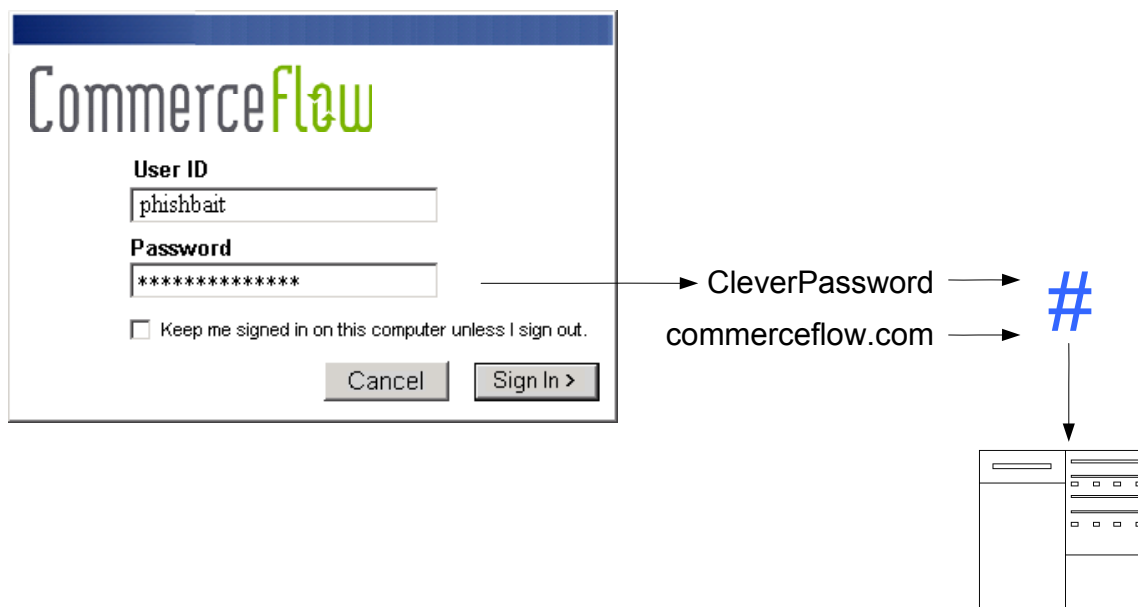 CommerceFlow
User ID
phishbait
Password
**************
Keep me signed in on this computer unless I sign out.
Cancel
Sign In >
CleverPassword
commerceflow.com
#